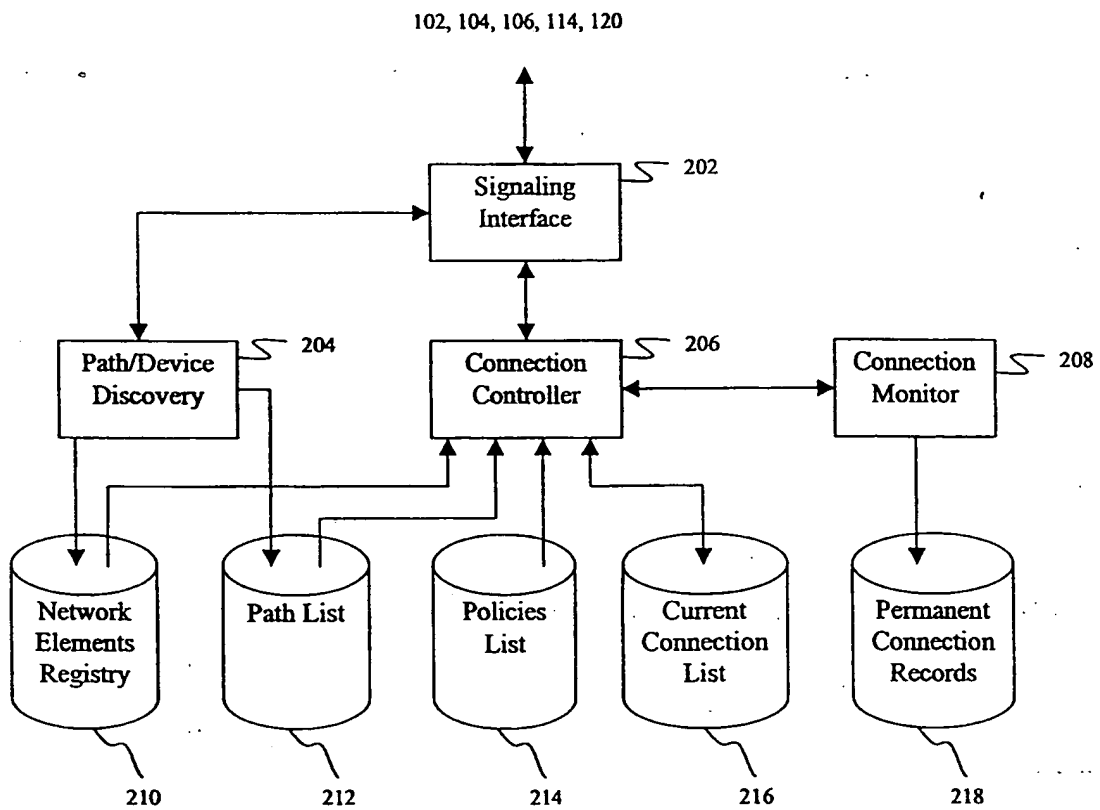 102, 104, 106, 114, 120
Signaling
Interface
202
Path/Device
Discovery
204
Connection
Controller
206
Connection
Monitor
208
Network
Elements
Registry
Path List
Policies
List
Current
Connection
List
Permanent
Connection
Records
210
212
214
216
218